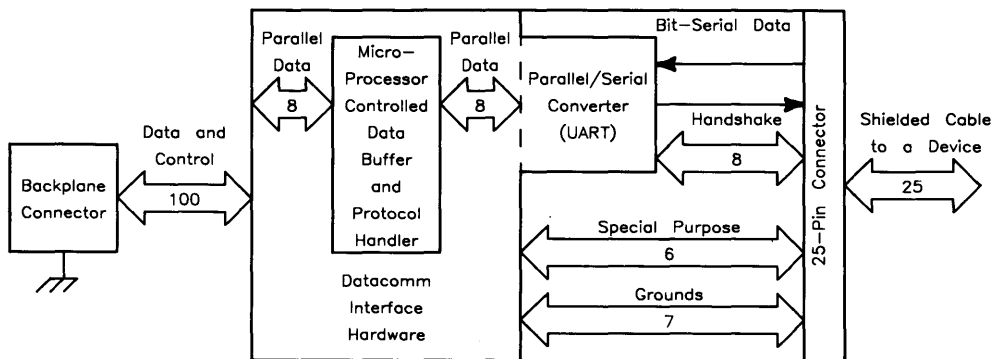 Backplane
Connector
Data and
Control
100
Parallel
Data
8
Micro-
Processor
Controlled
Data
Buffer
and
Protocol
Handler
Parallel
Data
8
Datacomm
Interface
Hardware
Parallel/Serial
Converter
(UART)
Bit-Serial Data
Handshake
8
Special Purpose
6
Grounds
7
25-Pin Connector
Shielded Cable
to a Device
25